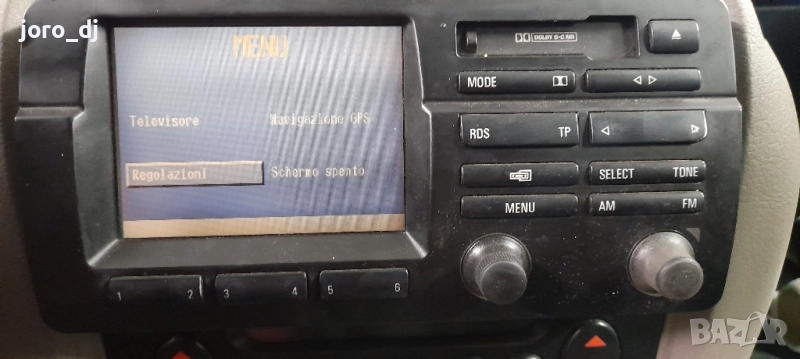 joro_dj
MENU
Televisore Navigazione GPS
Regolazioni Schermo spento
DOLBY B-C NR
MODE
RDS TP
SELECT TONE
MENU
AM FM
1 2 3 4 5 6
BAZAR